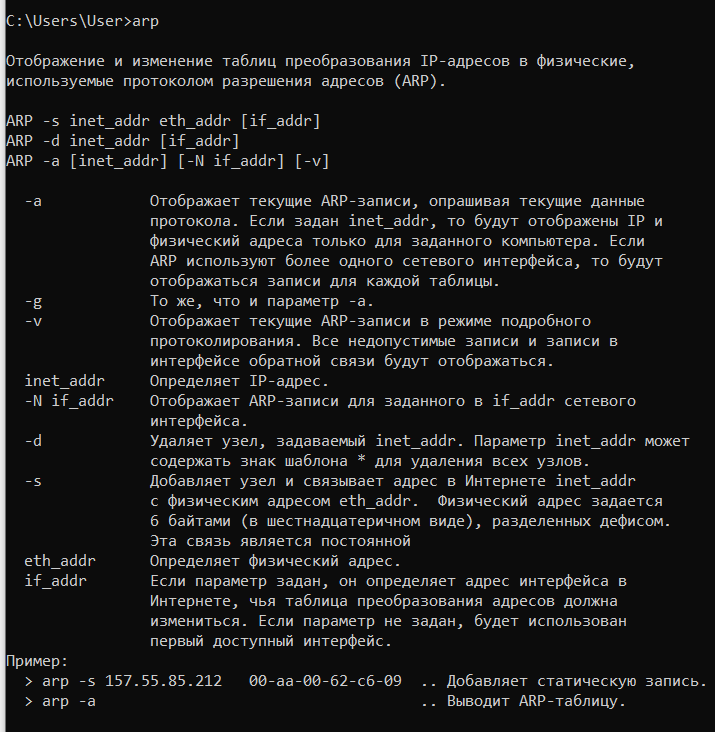 C:\Users\User>arp
Отображение и изменение таблиц преобразования IP-адресов в физические,
используемые протоколом разрешения адресов (ARP).
ARP -s inet_addr eth_addr [if_addr]
ARP -d inet_addr [if_addr]
ARP -a [inet_addr] [-N if_addr] [-v]
-a Отображает текущие ARP-записи, опрашивая текущие данные
протокола. Если задан inet_addr, то будут отображены IP и
физический адреса только для заданного компьютера. Если
ARP используют более одного сетевого интерфейса, то будут
отображаться записи для каждой таблицы.
-g То же, что и параметр -a.
-v Отображает текущие ARP-записи в режиме подробного
протоколирования. Все недопустимые записи и записи в
интерфейсе обратной связи будут отображаться.
inet_addr Определяет IP-адрес.
-N if_addr Отображает ARP-записи для заданного в if_addr сетевого
интерфейса.
-d Удаляет узел, задаваемый inet_addr. Параметр inet_addr может
содержать знак шаблона * для удаления всех узлов.
-s Добавляет узел и связывает адрес в Интернете inet_addr
с физическим адресом eth_addr.  Физический адрес задается
6 байтами (в шестнадцатеричном виде), разделенных дефисом.
Эта связь является постоянной
eth_addr Определяет физический адрес.
if_addr Если параметр задан, он определяет адрес интерфейса в
Интернете, чья таблица преобразования адресов должна
измениться. Если параметр не задан, будет использован
первый доступный интерфейс.
Пример:
> arp -s 157.55.85.212   00-aa-00-62-c6-09  .. Добавляет статическую запись.
> arp -a                                    .. Выводит ARP-таблицу.